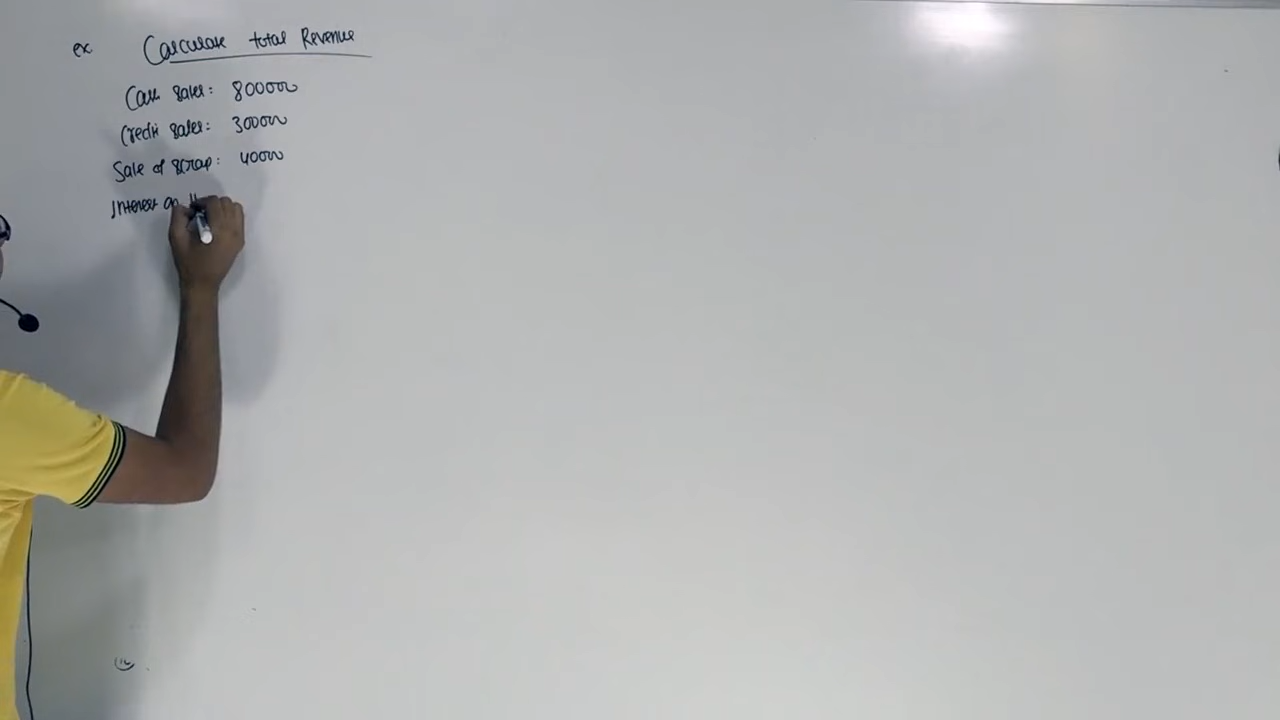 ex Calculate total Revenue
Cash sales: 800000
Credit sales: 300000
Sale of scrap: 40000
Interest on